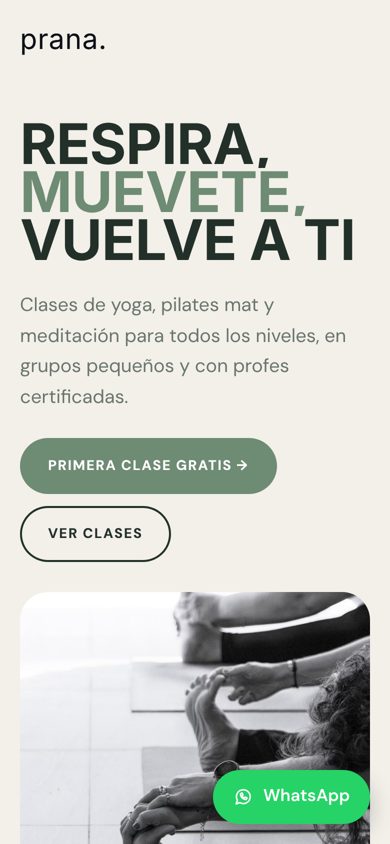 prana.
RESPIRA,
MUEVETE,
VUELVE A TI
Clases de yoga, pilates mat y
meditación para todos los niveles, en
grupos pequeños y con profes
certificadas.
PRIMERA CLASE GRATIS →
VER CLASES
WhatsApp